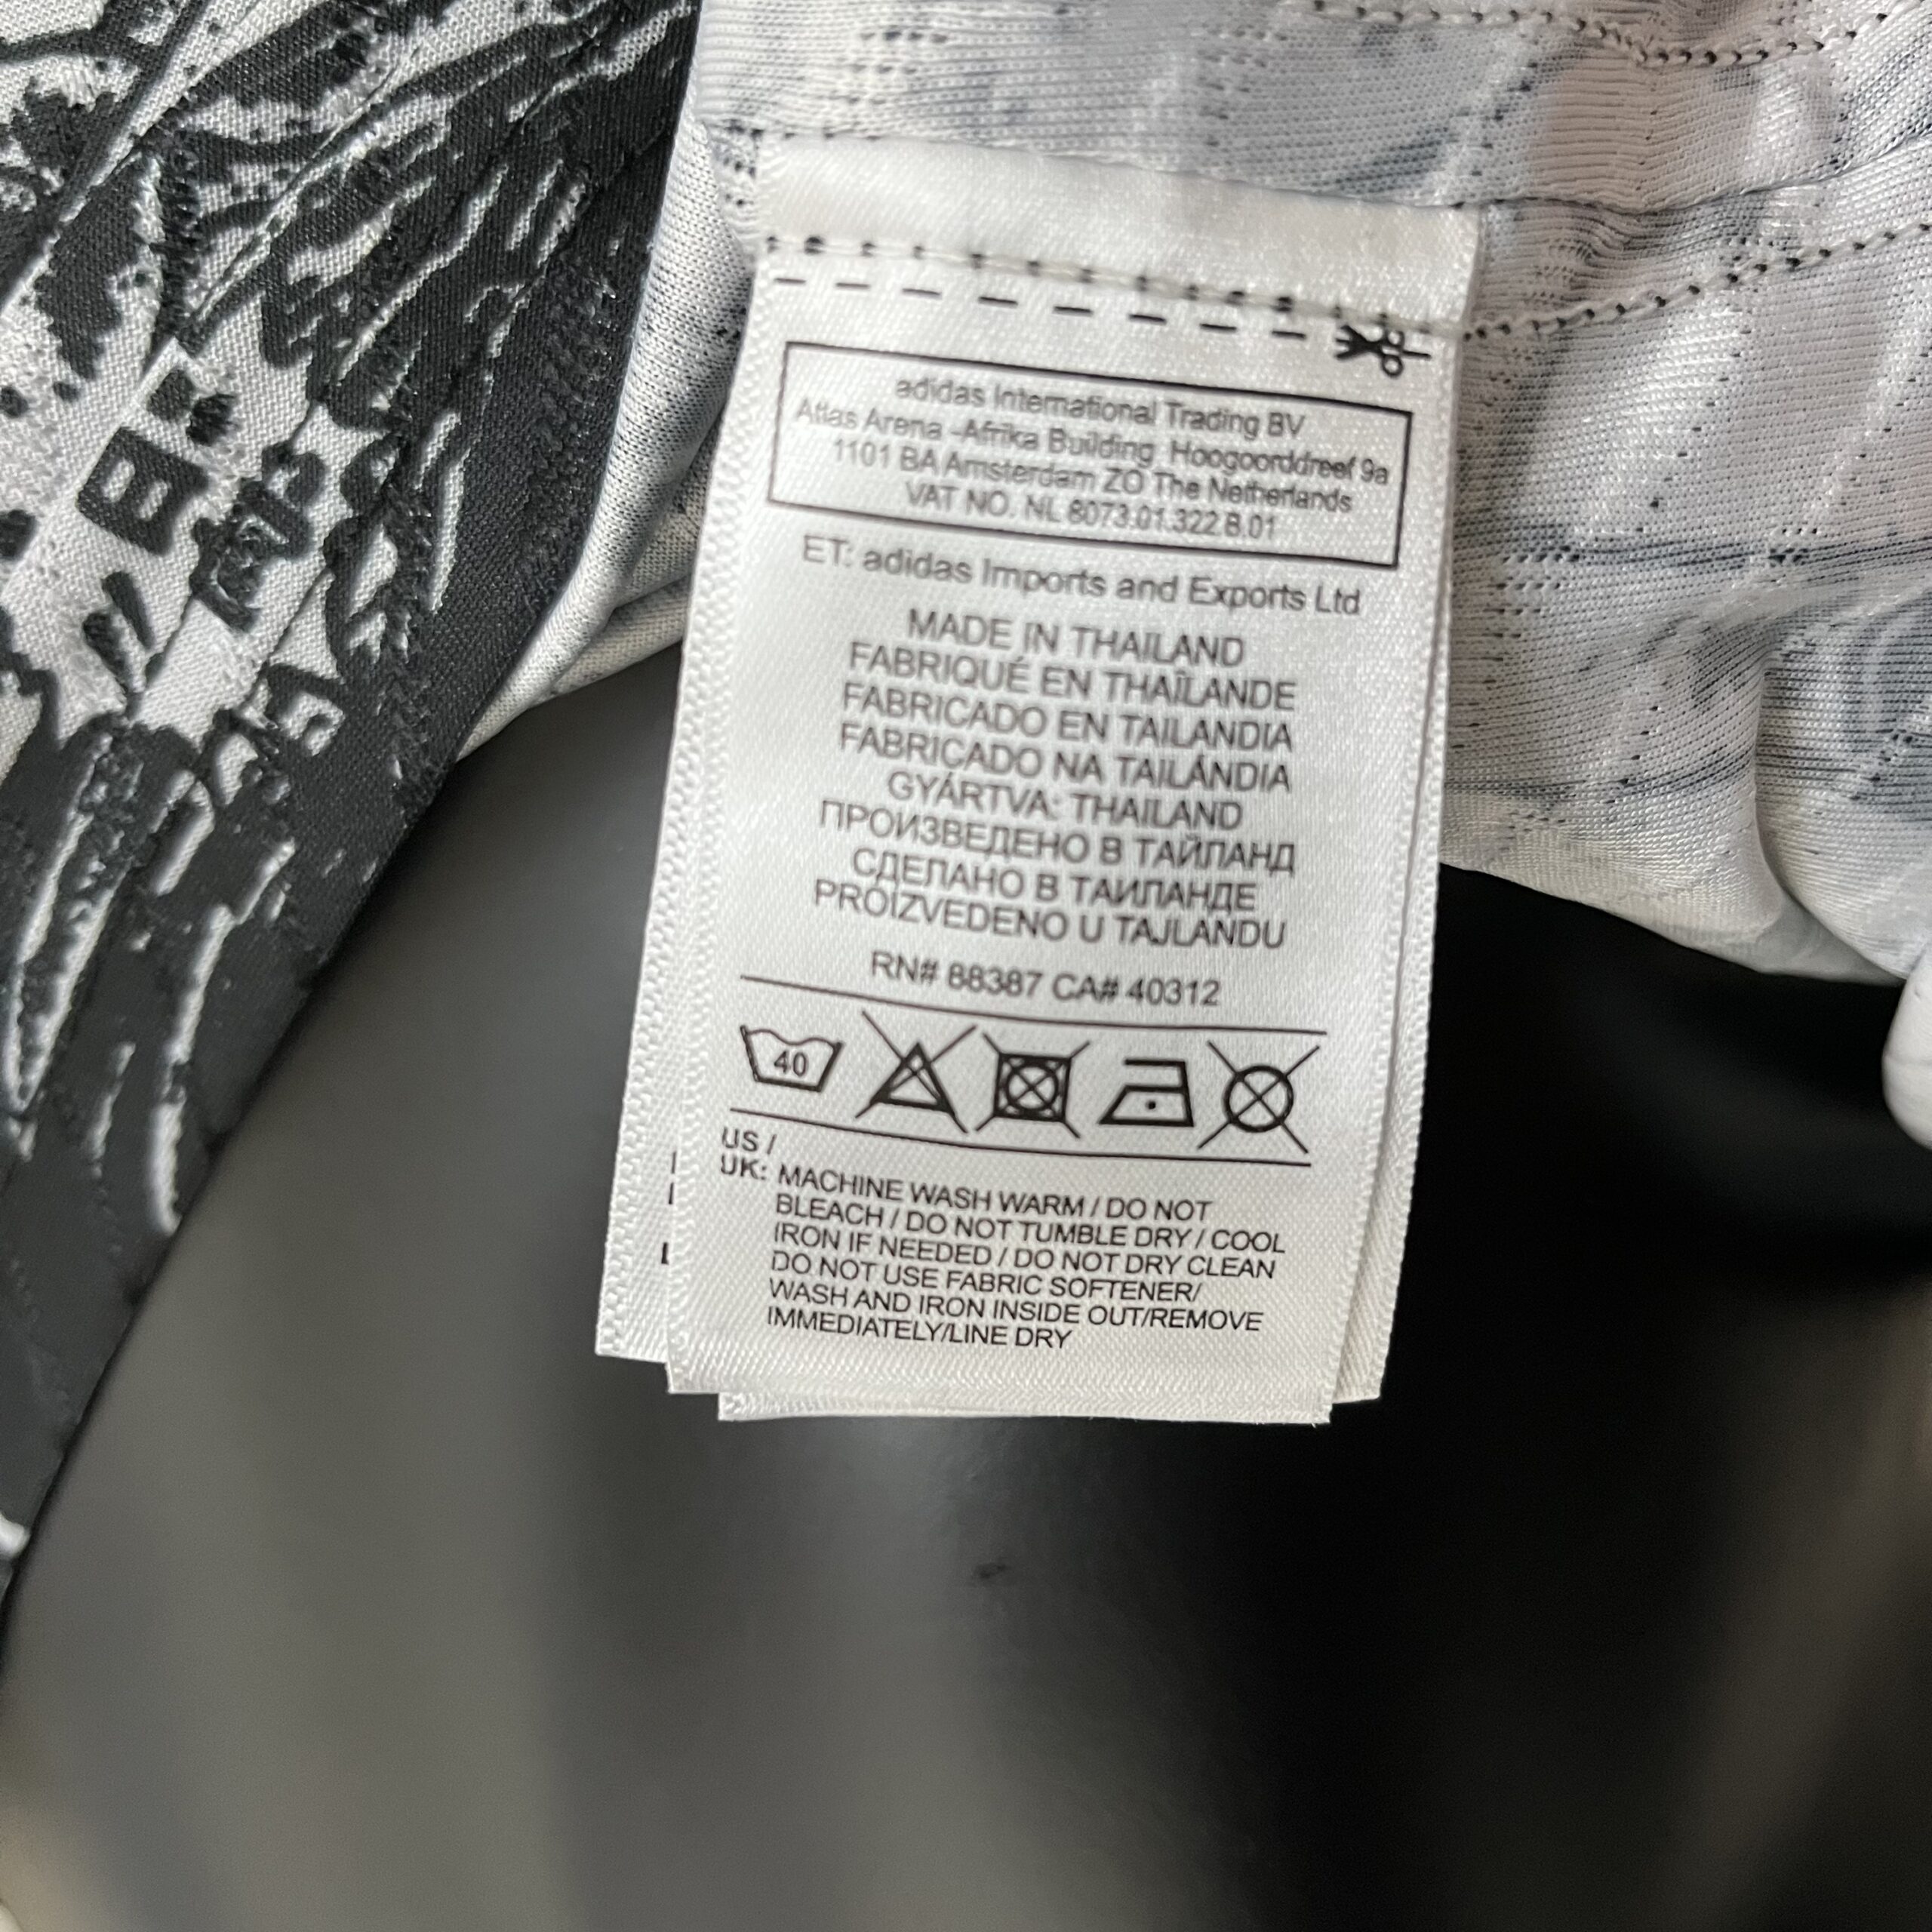 adidas International Trading BV
Atlas Arena -Afrika Building Hoogoorddreef 9a
1101 BA Amsterdam ZO The Netherlands
VAT NO. NL 8073.01.322.B.01
ET: adidas Imports and Exports Ltd
MADE IN THAILAND
FABRIQUÉ EN THAÏLANDE
FABRICADO EN TAILANDIA
FABRICADO NA TAILÁNDIA
GYÁRTVA: THAILAND
ПРОИЗВЕДЕНО В ТАЙЛАНД
СДЕЛАНО В ТАИЛАНДЕ
PROIZVEDENO U TAJLANDU
RN# 88387 CA# 40312
40
US /
UK: MACHINE WASH WARM / DO NOT
BLEACH / DO NOT TUMBLE DRY / COOL
IRON IF NEEDED / DO NOT DRY CLEAN
DO NOT USE FABRIC SOFTENER/
WASH AND IRON INSIDE OUT/REMOVE
IMMEDIATELY/LINE DRY